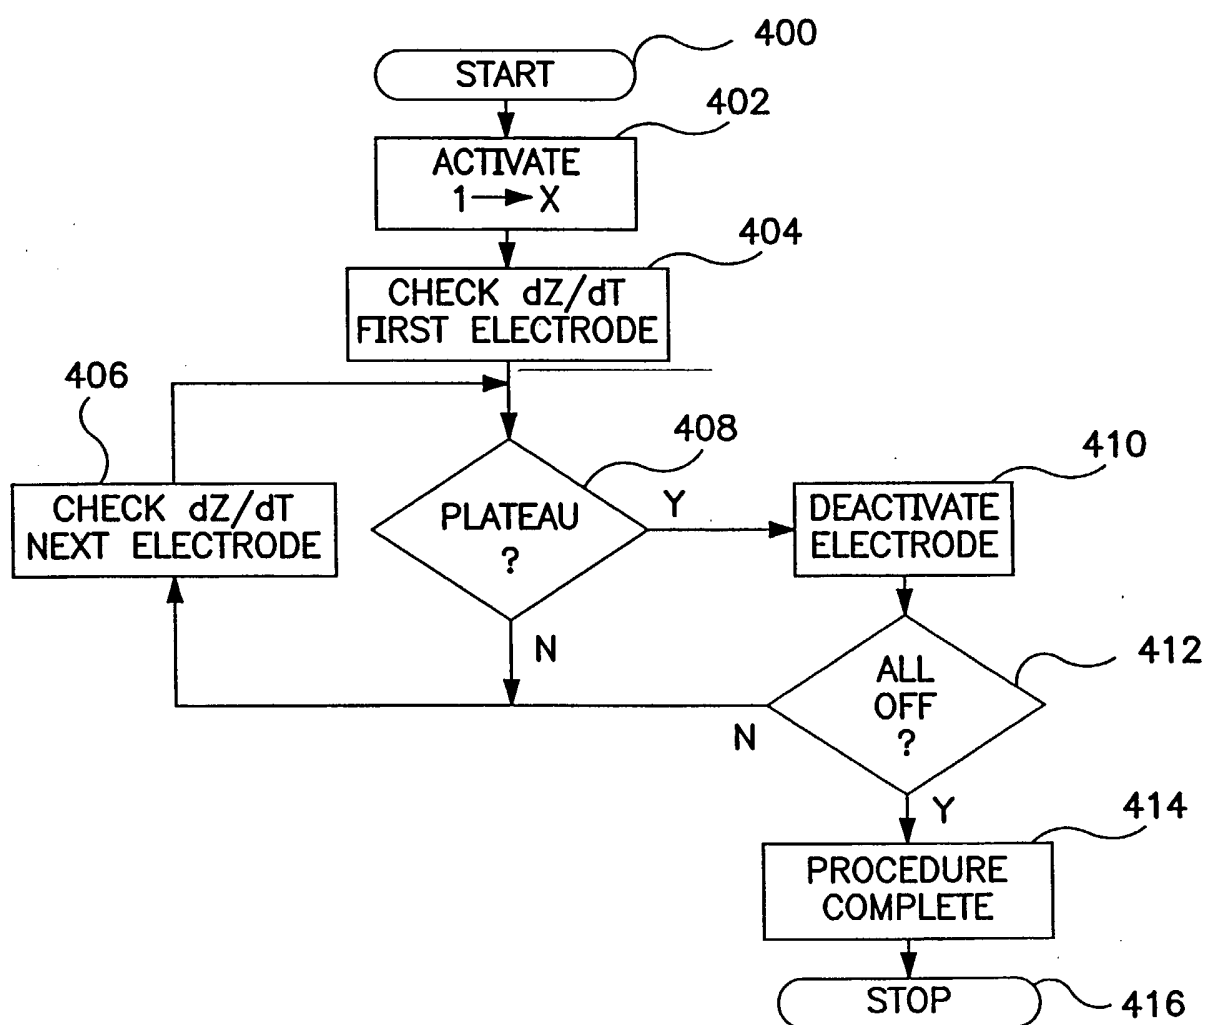 START
400
ACTIVATE
1 → X
402
CHECK dZ/dT
FIRST ELECTRODE
404
406
CHECK dZ/dT
NEXT ELECTRODE
PLATEAU
?
408
Y
N
DEACTIVATE
ELECTRODE
410
ALL
OFF
?
412
N
Y
PROCEDURE
COMPLETE
414
STOP
416